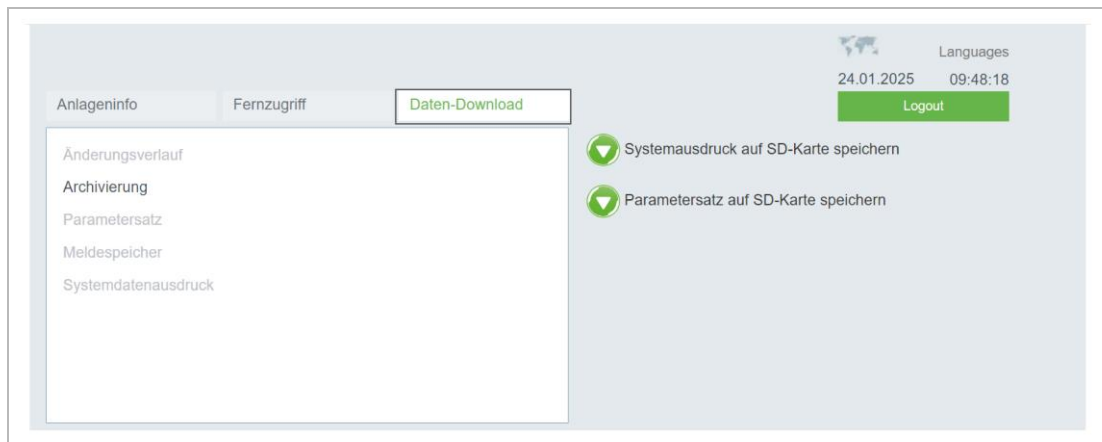 Languages
24.01.2025 09:48:18
Anlageninfo Fernzugriff Daten-Download Logout
Änderungsverlauf
Archivierung
Parametersatz
Meldespeicher
Systemdatenausdruck
Systemausdruck auf SD-Karte speichern
Parametersatz auf SD-Karte speichern